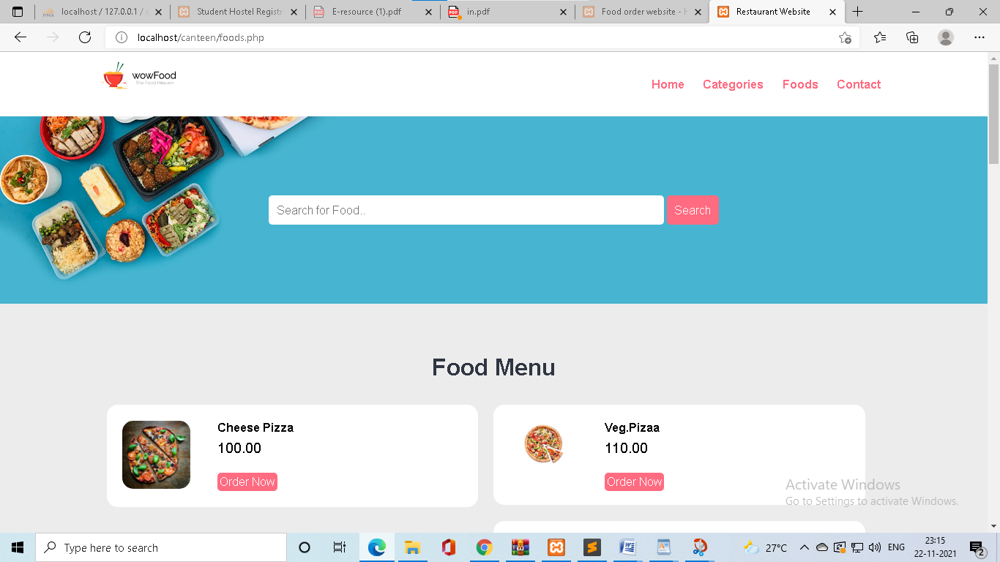 localhost / 127.0.0.1 /
Student Hostel Registr
E-resource (1).pdf
in.pdf
Food order website -
Restaurant Website
localhost/canteen/foods.php
wowFood
The Food Heaven
Home
Categories
Foods
Contact
Search for Food..
Search
Food Menu
Cheese Pizza
100.00
Order Now
Veg.Pizaa
110.00
Order Now
Activate Windows
Go to Settings to activate Windows.
Type here to search
27°C
ENG
23:15
22-11-2021
2